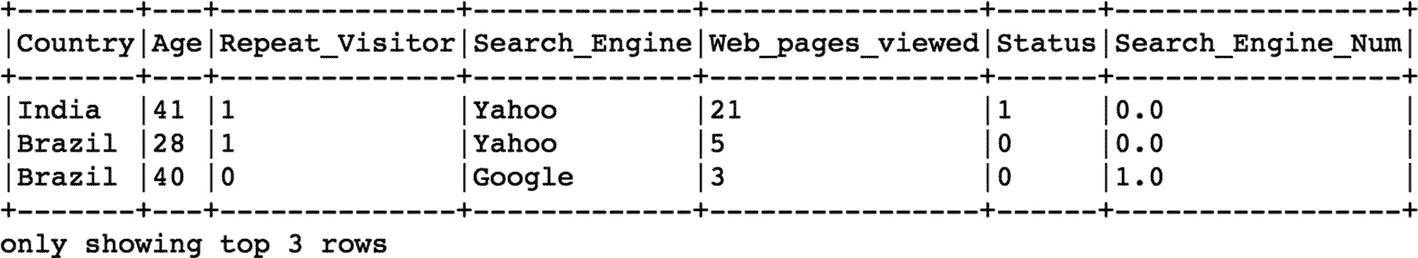 +-------+---+--------------+-------------+----------------+------+-----------------+
|Country|Age|Repeat_Visitor|Search_Engine|Web_pages_viewed|Status|Search_Engine_Num|
+-------+---+--------------+-------------+----------------+------+-----------------+
|India  |41 |1             |Yahoo        |21              |1     |0.0              |
|Brazil |28 |1             |Yahoo        |5               |0     |0.0              |
|Brazil |40 |0             |Google       |3               |0     |1.0              |
+-------+---+--------------+-------------+----------------+------+-----------------+
only showing top 3 rows